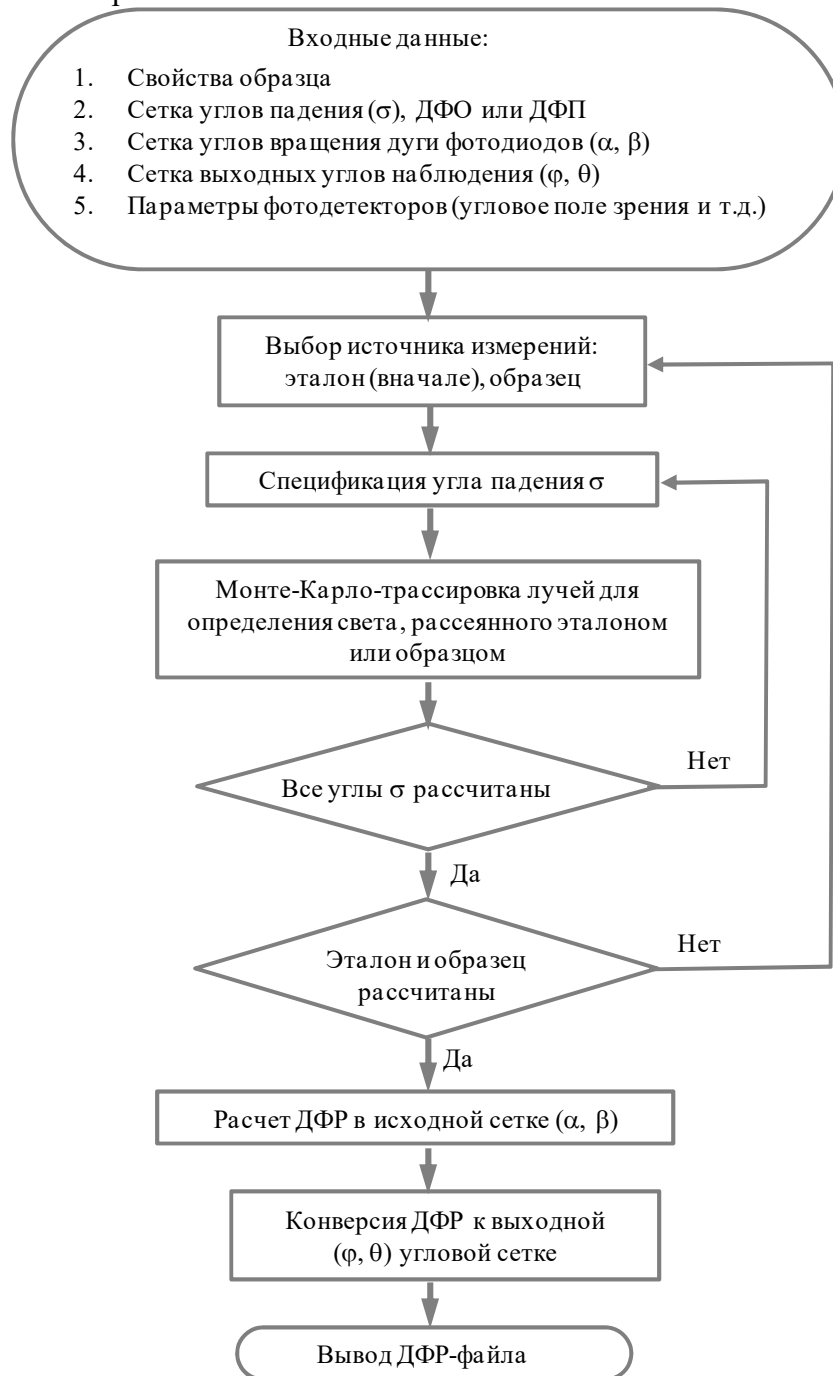 Входные данные:
1. Свойства образца
2. Сетка углов падения (σ), ДФО или ДФП
3. Сетка углов вращения дуги фотодиодов (α, β)
4. Сетка выходных углов наблюдения (φ, θ)
5. Параметры фотодетекторов (угловое поле зрения и т.д.)
Выбор источника измерений:
эталон (вначале), образец
Спецификация угла падения σ
Монте-Карло-трассировка лучей для
определения света, рассеянного эталоном
или образцом
Все углы σ рассчитаны
Нет
Да
Эталон и образец
рассчитаны
Нет
Да
Расчет ДФР в исходной сетке (α, β)
Конверсия ДФР к выходной
(φ, θ) угловой сетке
Вывод ДФР-файла